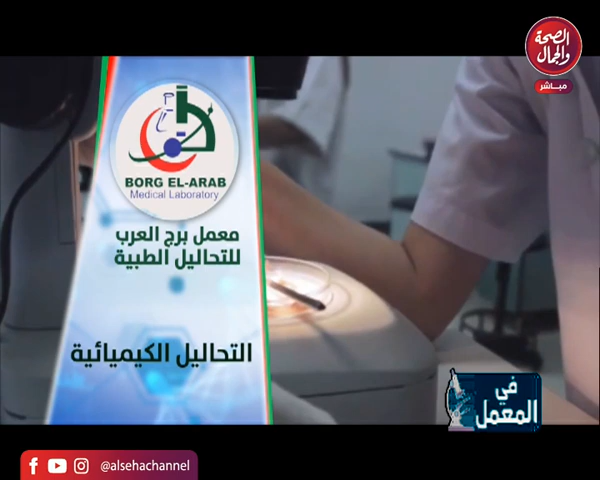 الصحة
والجمال
مباشر
BORG EL-ARAB
Medical Laboratory
معمل برج العرب
للتحاليل الطبية
التحاليل الكيميائية
في
المعمل
@alsehachannel